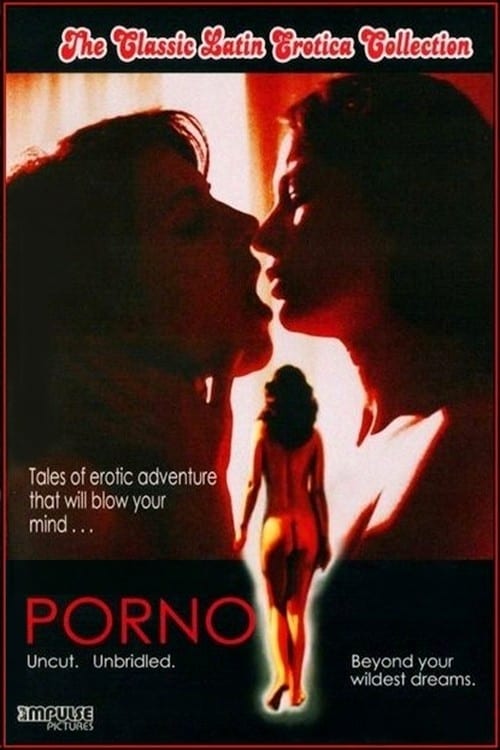 The Classic Latin Erotica Collection
Tales of erotic adventure
that will blow your
mind . . .
PORNO
Uncut. Unbridled.
Beyond your
wildest dreams.
IMPULSE
PICTURES